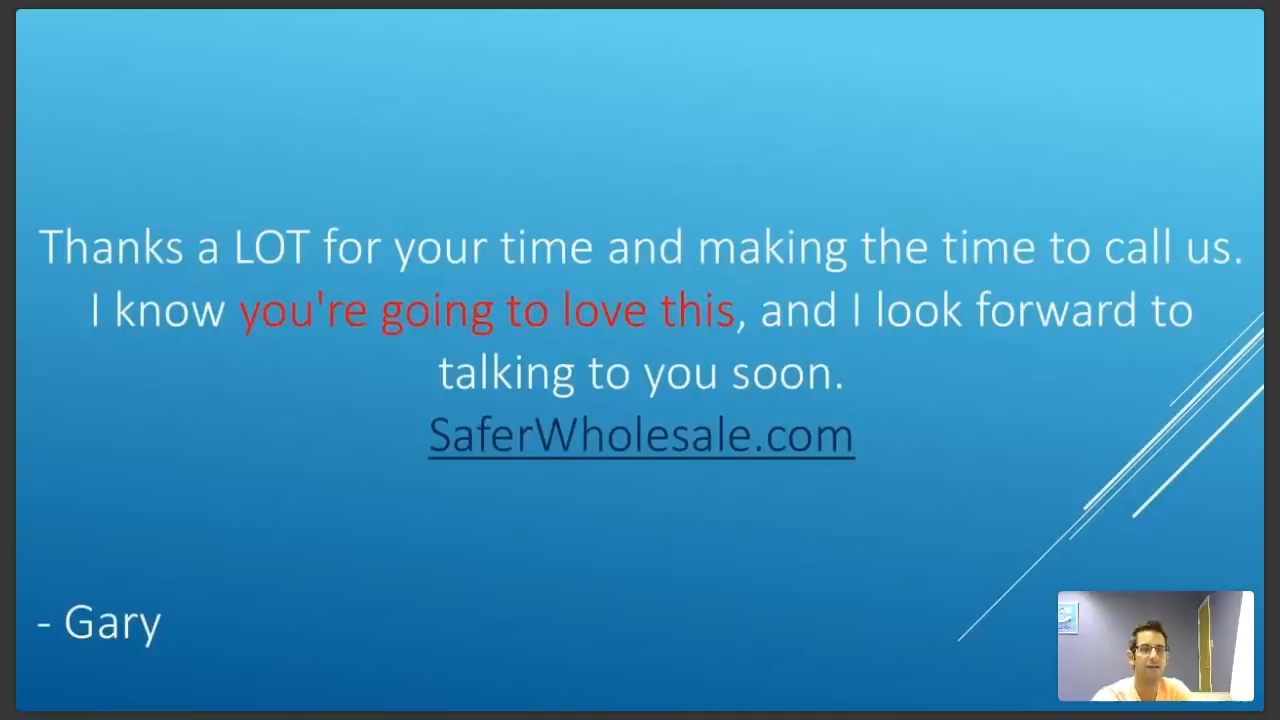 Thanks a LOT for your time and making the time to call us.
I know you're going to love this, and I look forward to
talking to you soon.
SaferWholesale.com
- Gary